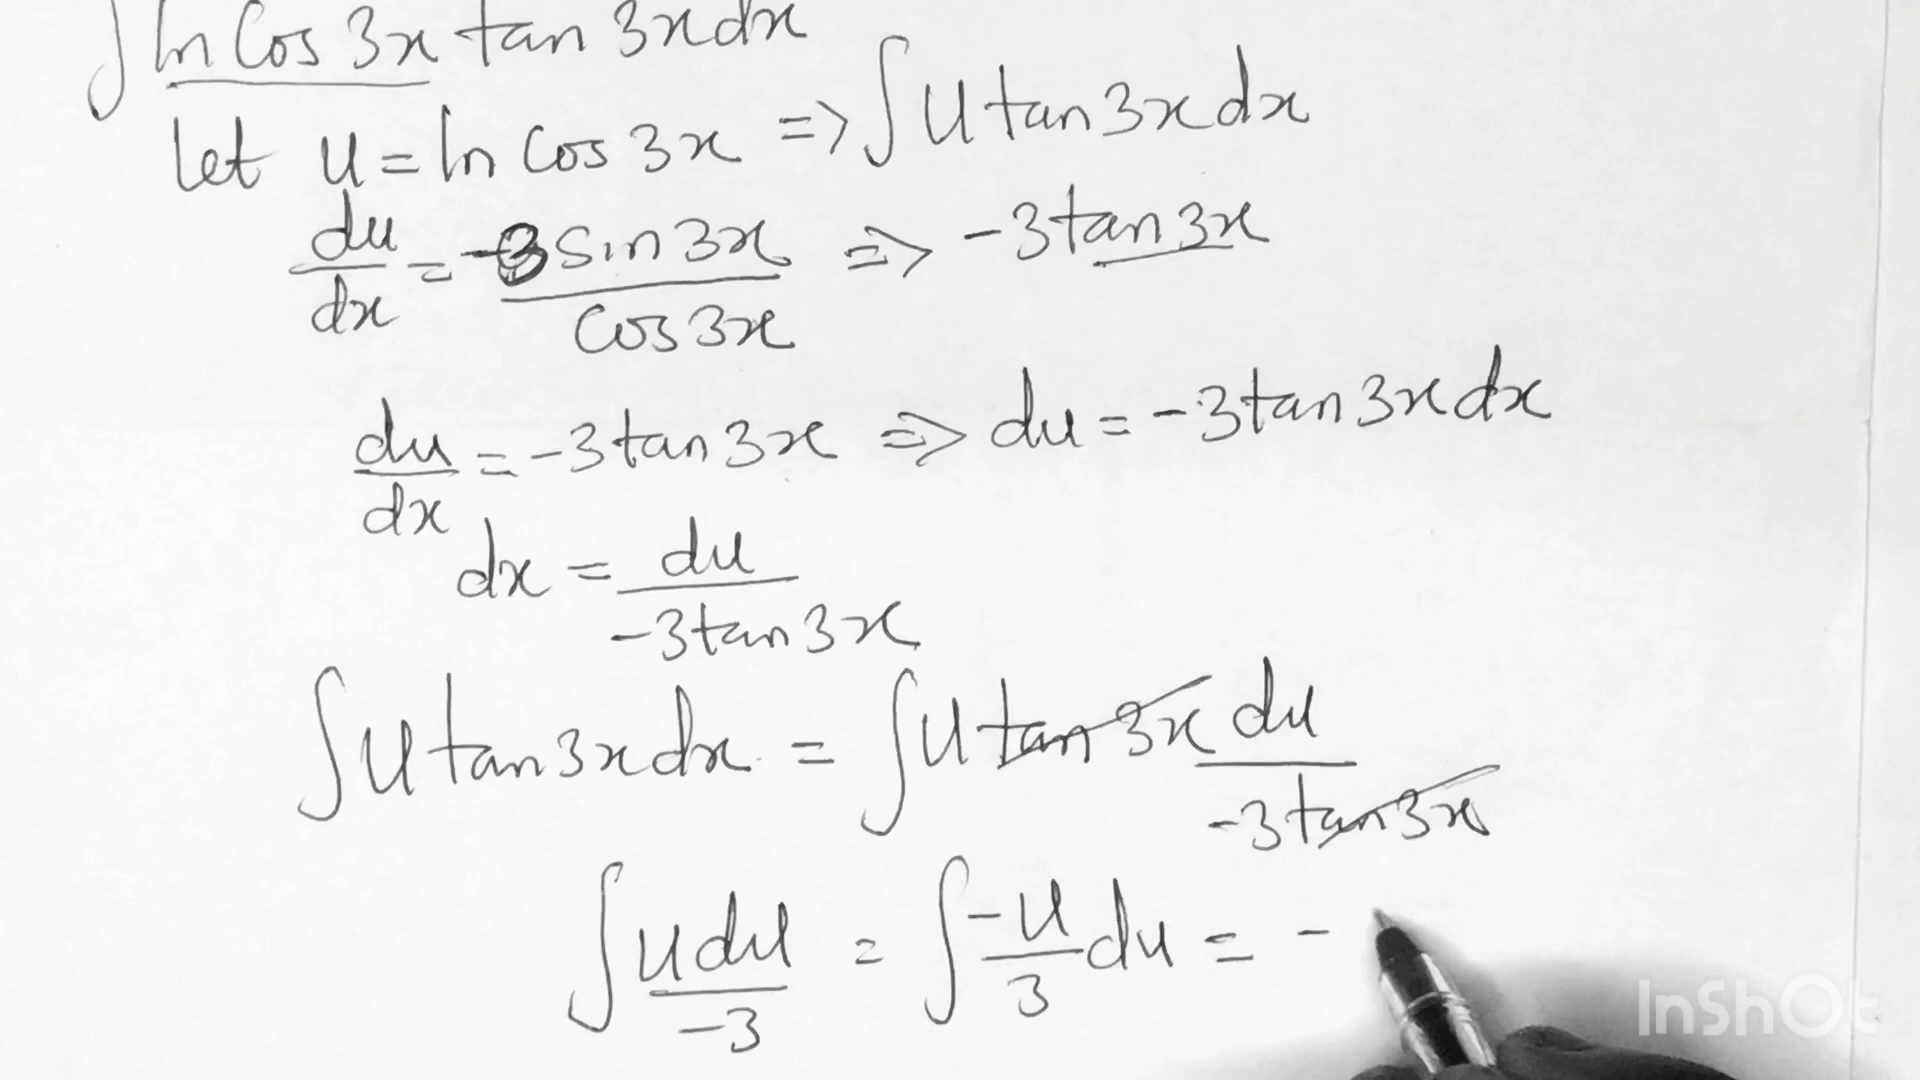 ∫ ln Cos 3x tan 3x dx
let u = ln Cos 3x => ∫ u tan 3x dx
du/dx = -3 sin 3x / cos 3x => -3 tan 3x
du/dx = -3 tan 3x => du = -3 tan 3x dx
dx = du / -3 tan 3x
∫ u tan 3x dx = ∫ u tan 3x du / -3 tan 3x
∫ u du / -3 = ∫ -u/3 du = -
InShOt